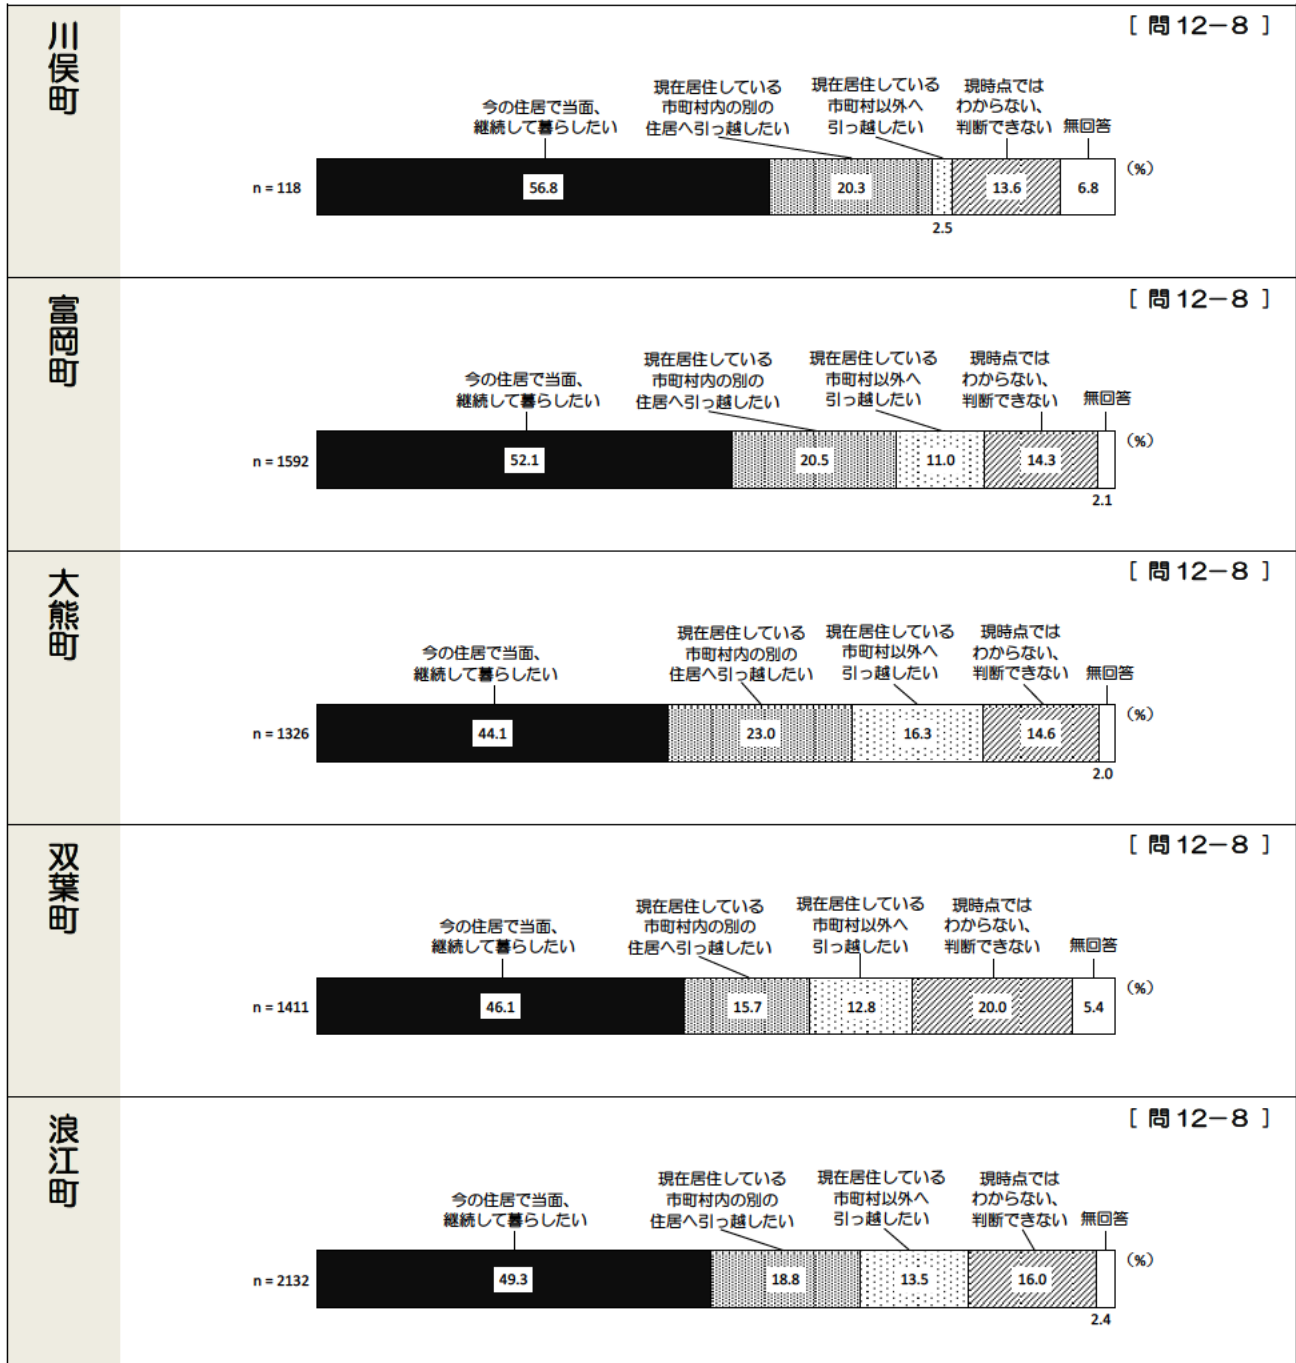 川俣町
[ 問12－8 ]
今の住居で当面、
継続して暮らしたい
現在居住している
市町村内の別の
住居へ引っ越したい
現在居住している
市町村以外へ
引っ越したい
現時点では
わからない、
判断できない
無回答
(%)
n = 118
56.8
20.3
2.5
13.6
6.8
富岡町
[ 問12－8 ]
今の住居で当面、
継続して暮らしたい
現在居住している
市町村内の別の
住居へ引っ越したい
現在居住している
市町村以外へ
引っ越したい
現時点では
わからない、
判断できない
無回答
(%)
n = 1592
52.1
20.5
11.0
14.3
2.1
大熊町
[ 問12－8 ]
今の住居で当面、
継続して暮らしたい
現在居住している
市町村内の別の
住居へ引っ越したい
現在居住している
市町村以外へ
引っ越したい
現時点では
わからない、
判断できない
無回答
(%)
n = 1326
44.1
23.0
16.3
14.6
2.0
双葉町
[ 問12－8 ]
今の住居で当面、
継続して暮らしたい
現在居住している
市町村内の別の
住居へ引っ越したい
現在居住している
市町村以外へ
引っ越したい
現時点では
わからない、
判断できない
無回答
(%)
n = 1411
46.1
15.7
12.8
20.0
5.4
浪江町
[ 問12－8 ]
今の住居で当面、
継続して暮らしたい
現在居住している
市町村内の別の
住居へ引っ越したい
現在居住している
市町村以外へ
引っ越したい
現時点では
わからない、
判断できない
無回答
(%)
n = 2132
49.3
18.8
13.5
16.0
2.4